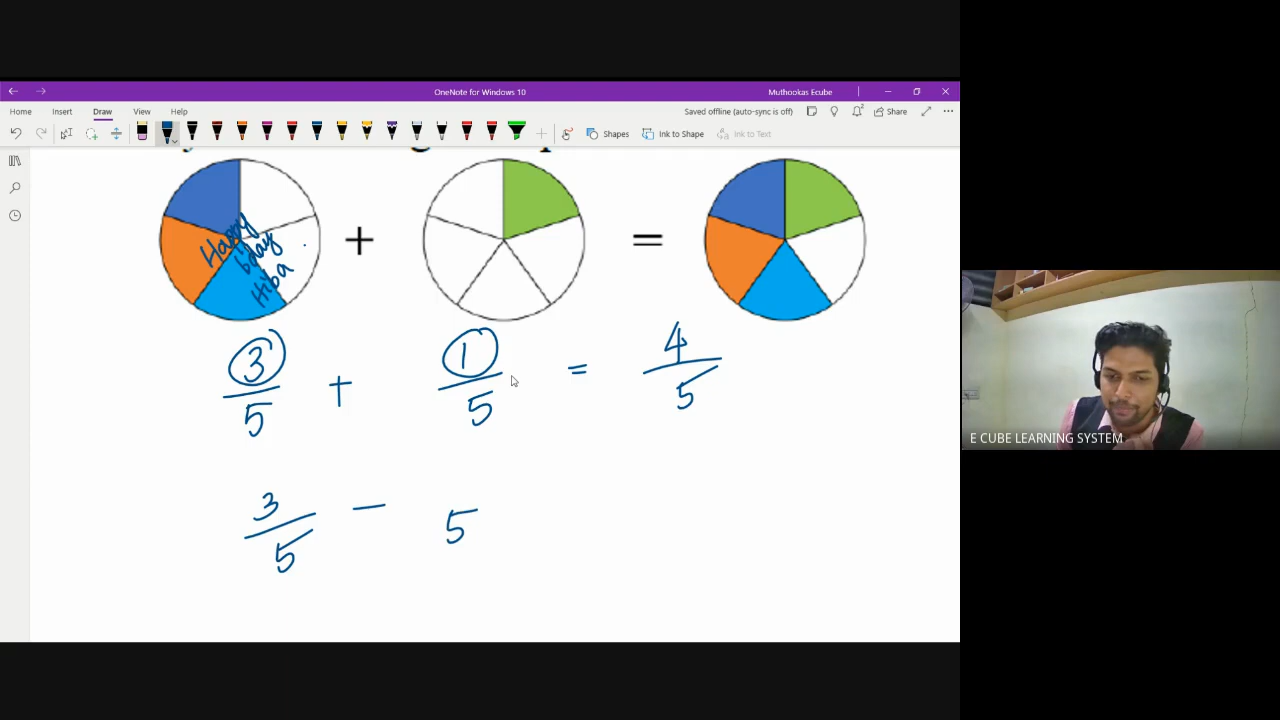 OneNote for Windows 10
Muthookas Ecube
Home Insert Draw View Help
Saved offline (auto-sync is off)
Share
Shapes
Ink to Shape
Ink to Text
Happy
bday
Hiba
+ =
3/5 + 1/5 = 4/5
3/5 - 5
E CUBE LEARNING SYSTEM